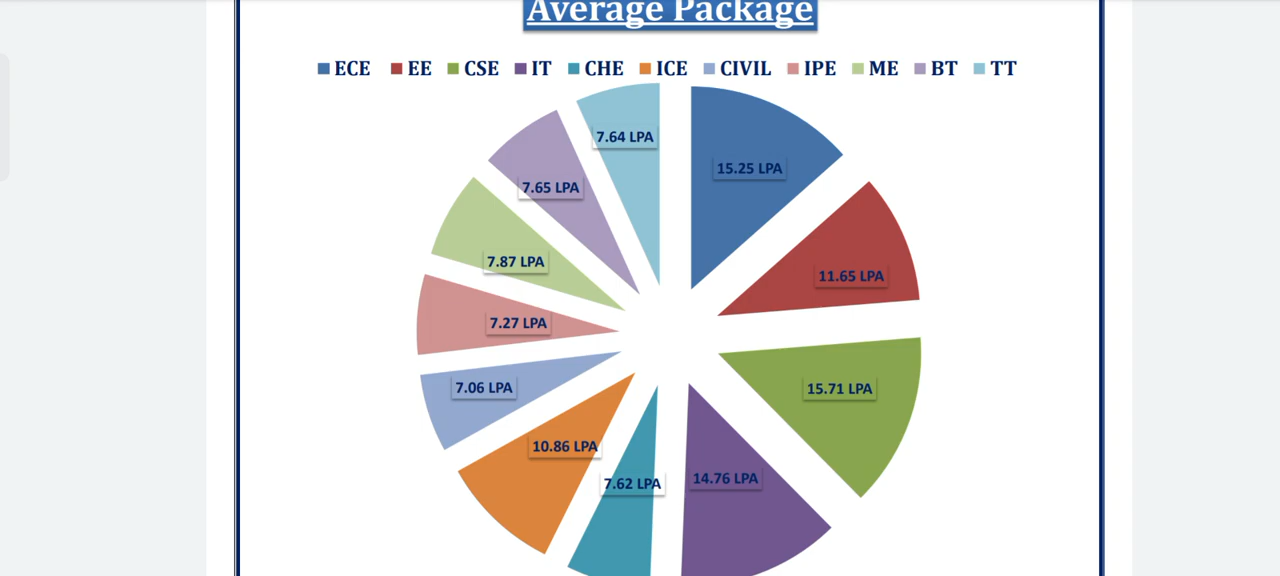 Average Package
ECE EE CSE IT CHE ICE CIVIL IPE ME BT TT
7.64 LPA
15.25 LPA
7.65 LPA
7.87 LPA
11.65 LPA
7.27 LPA
7.06 LPA
15.71 LPA
10.86 LPA
7.62 LPA
14.76 LPA